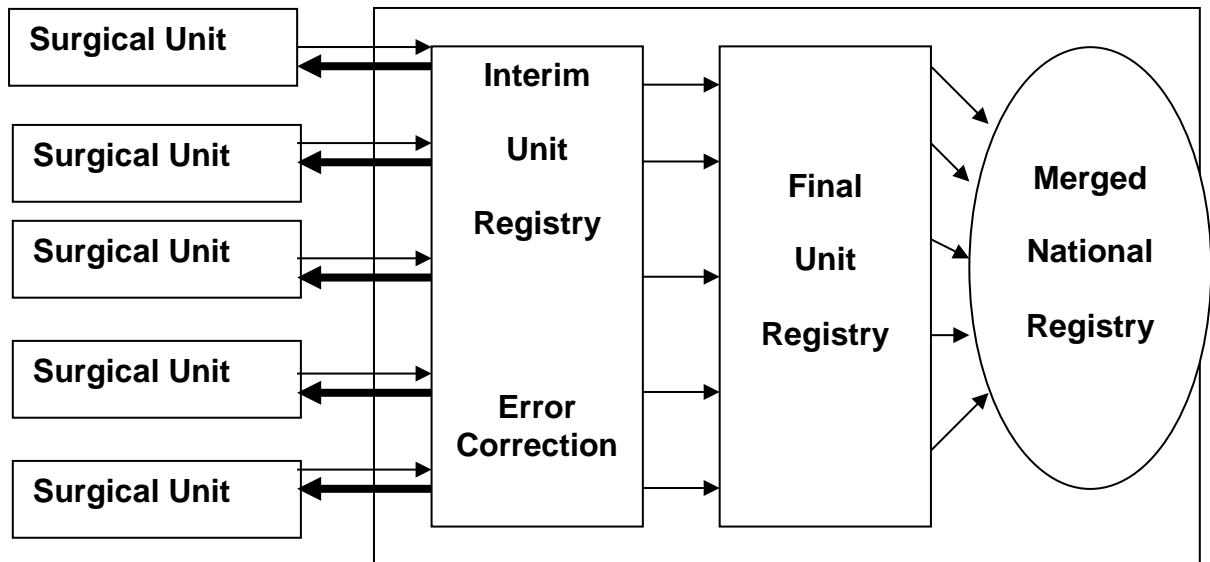 Surgical Unit
Surgical Unit
Surgical Unit
Surgical Unit
Surgical Unit
Interim
Unit
Registry
Error
Correction
Final
Unit
Registry
Merged
National
Registry